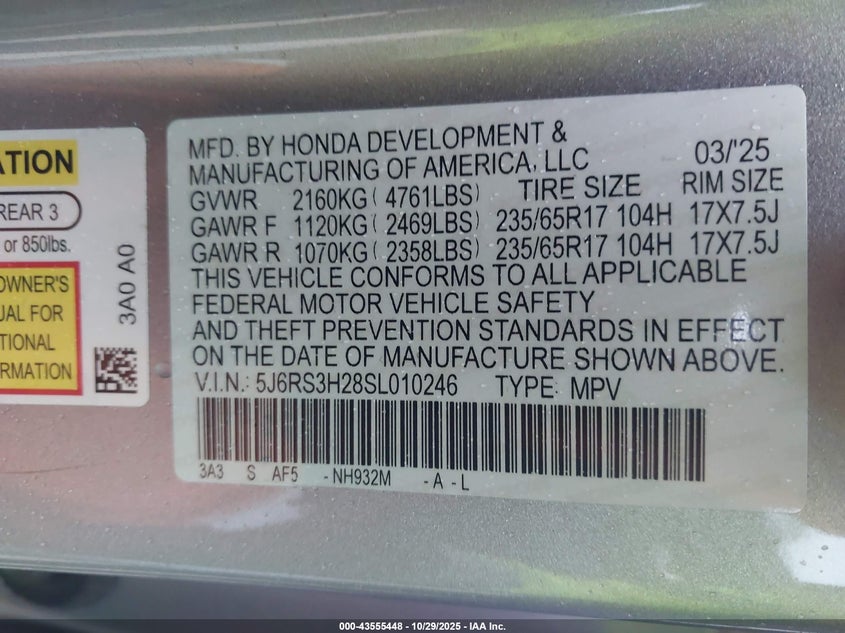 ATION
REAR 3
or 850lbs.
OWNER'S
UAL FOR
TIONAL
ORMATION
3A0 A0
MFD. BY HONDA DEVELOPMENT &
MANUFACTURING OF AMERICA, LLC 03/'25
GVWR 2160KG ( 4761LBS) TIRE SIZE RIM SIZE
GAWR F 1120KG ( 2469LBS) 235/65R17 104H 17X7.5J
GAWR R 1070KG ( 2358LBS) 235/65R17 104H 17X7.5J
THIS VEHICLE CONFORMS TO ALL APPLICABLE
FEDERAL MOTOR VEHICLE SAFETY
AND THEFT PREVENTION STANDARDS IN EFFECT
ON THE DATE OF MANUFACTURE SHOWN ABOVE.
V.I.N.: 5J6RS3H28SL010246 TYPE: MPV
3A3 S AF5 - NH932M - A - L
000-43555448 - 10/29/2025 - IAA Inc.